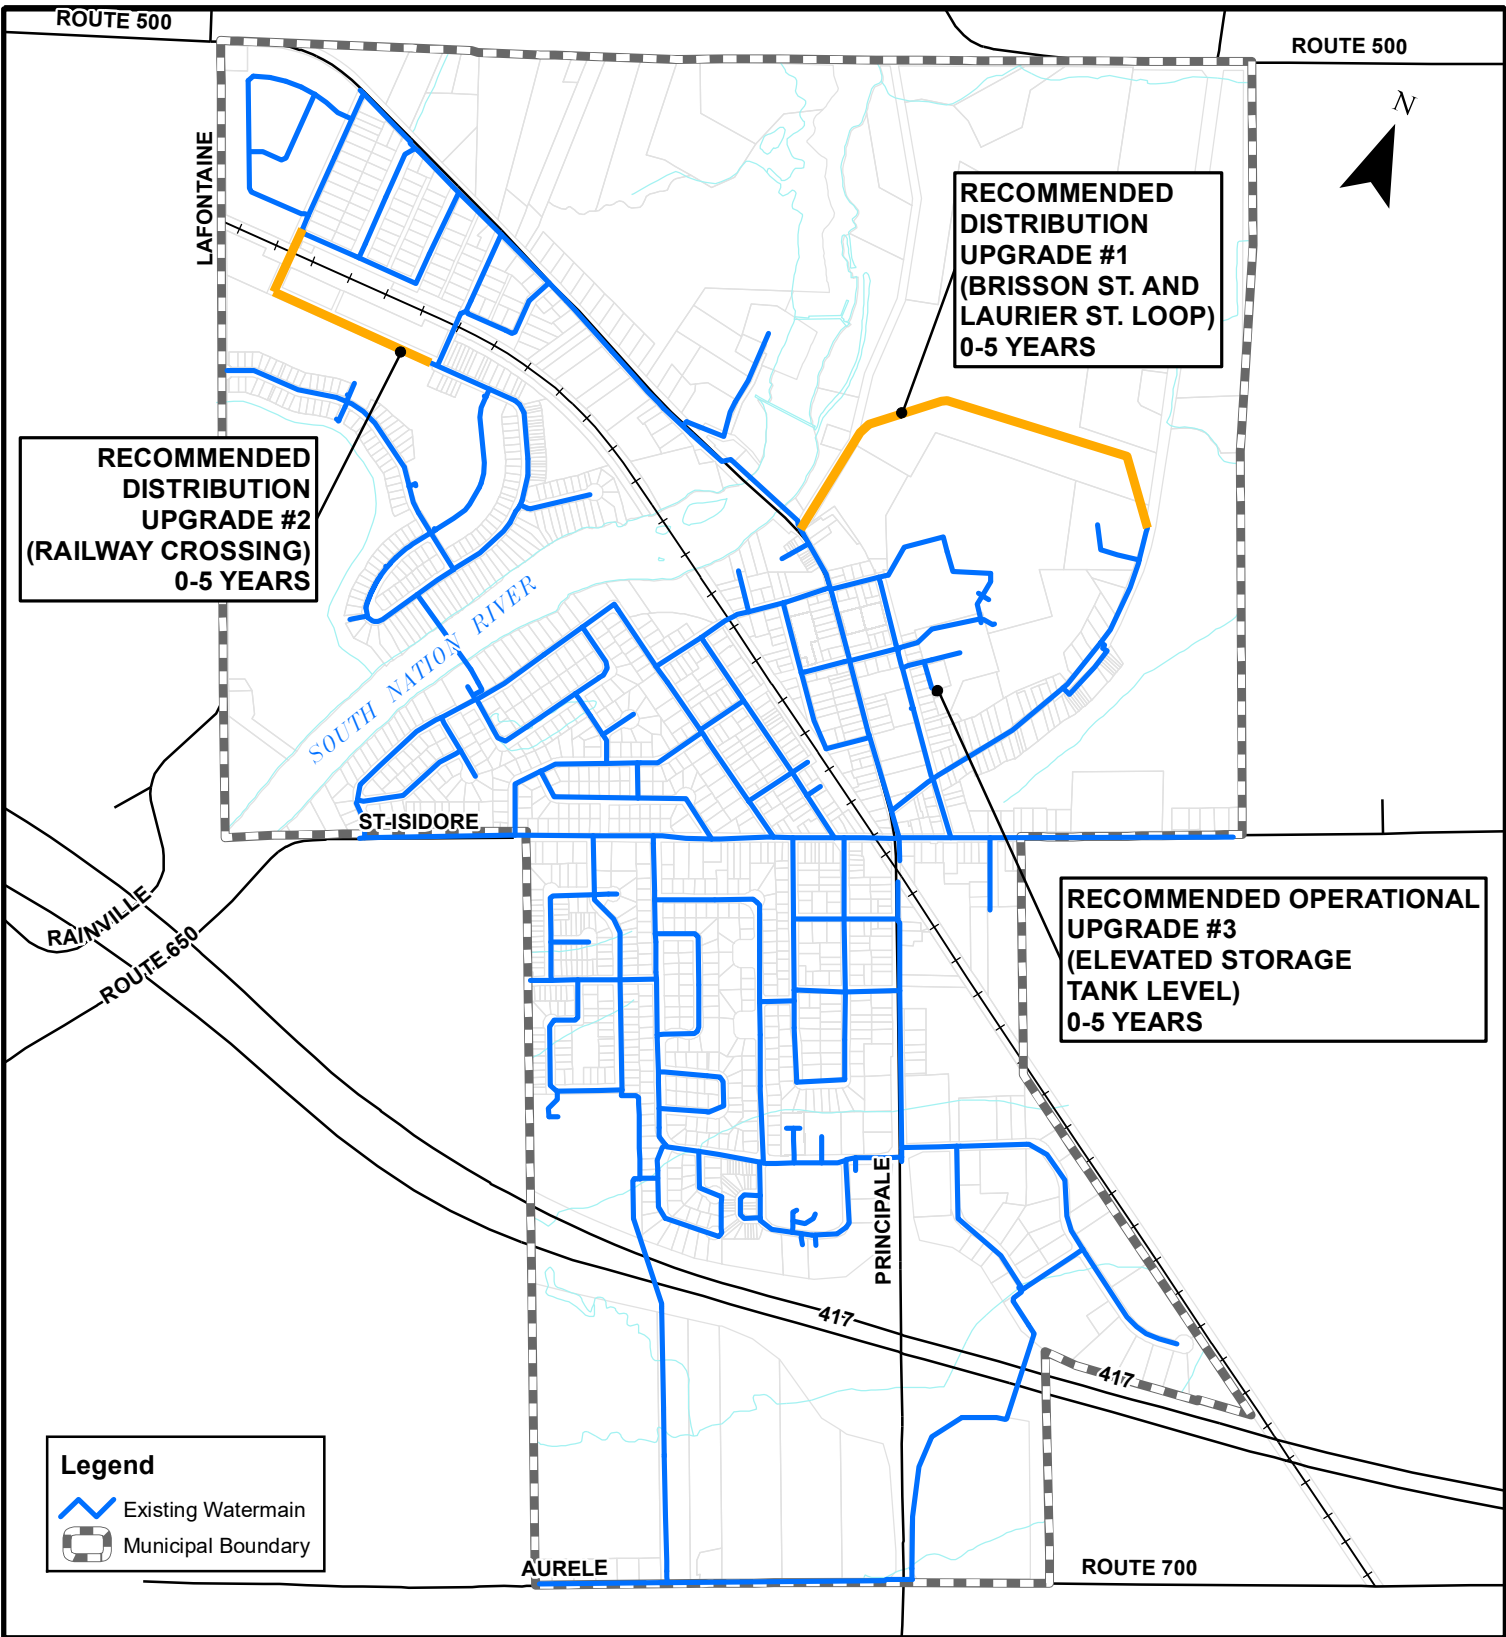 ROUTE 500
ROUTE 500
N
LAFONTAINE
RECOMMENDED
DISTRIBUTION
UPGRADE #1
(BRISSON ST. AND
LAURIER ST. LOOP)
0-5 YEARS
RECOMMENDED
DISTRIBUTION
UPGRADE #2
(RAILWAY CROSSING)
0-5 YEARS
SOUTH NATION RIVER
ST-ISIDORE
RAINVILLE
ROUTE 650
RECOMMENDED OPERATIONAL
UPGRADE #3
(ELEVATED STORAGE
TANK LEVEL)
0-5 YEARS
PRINCIPALE
417
417
Legend
Existing Watermain
Municipal Boundary
AURELE
ROUTE 700